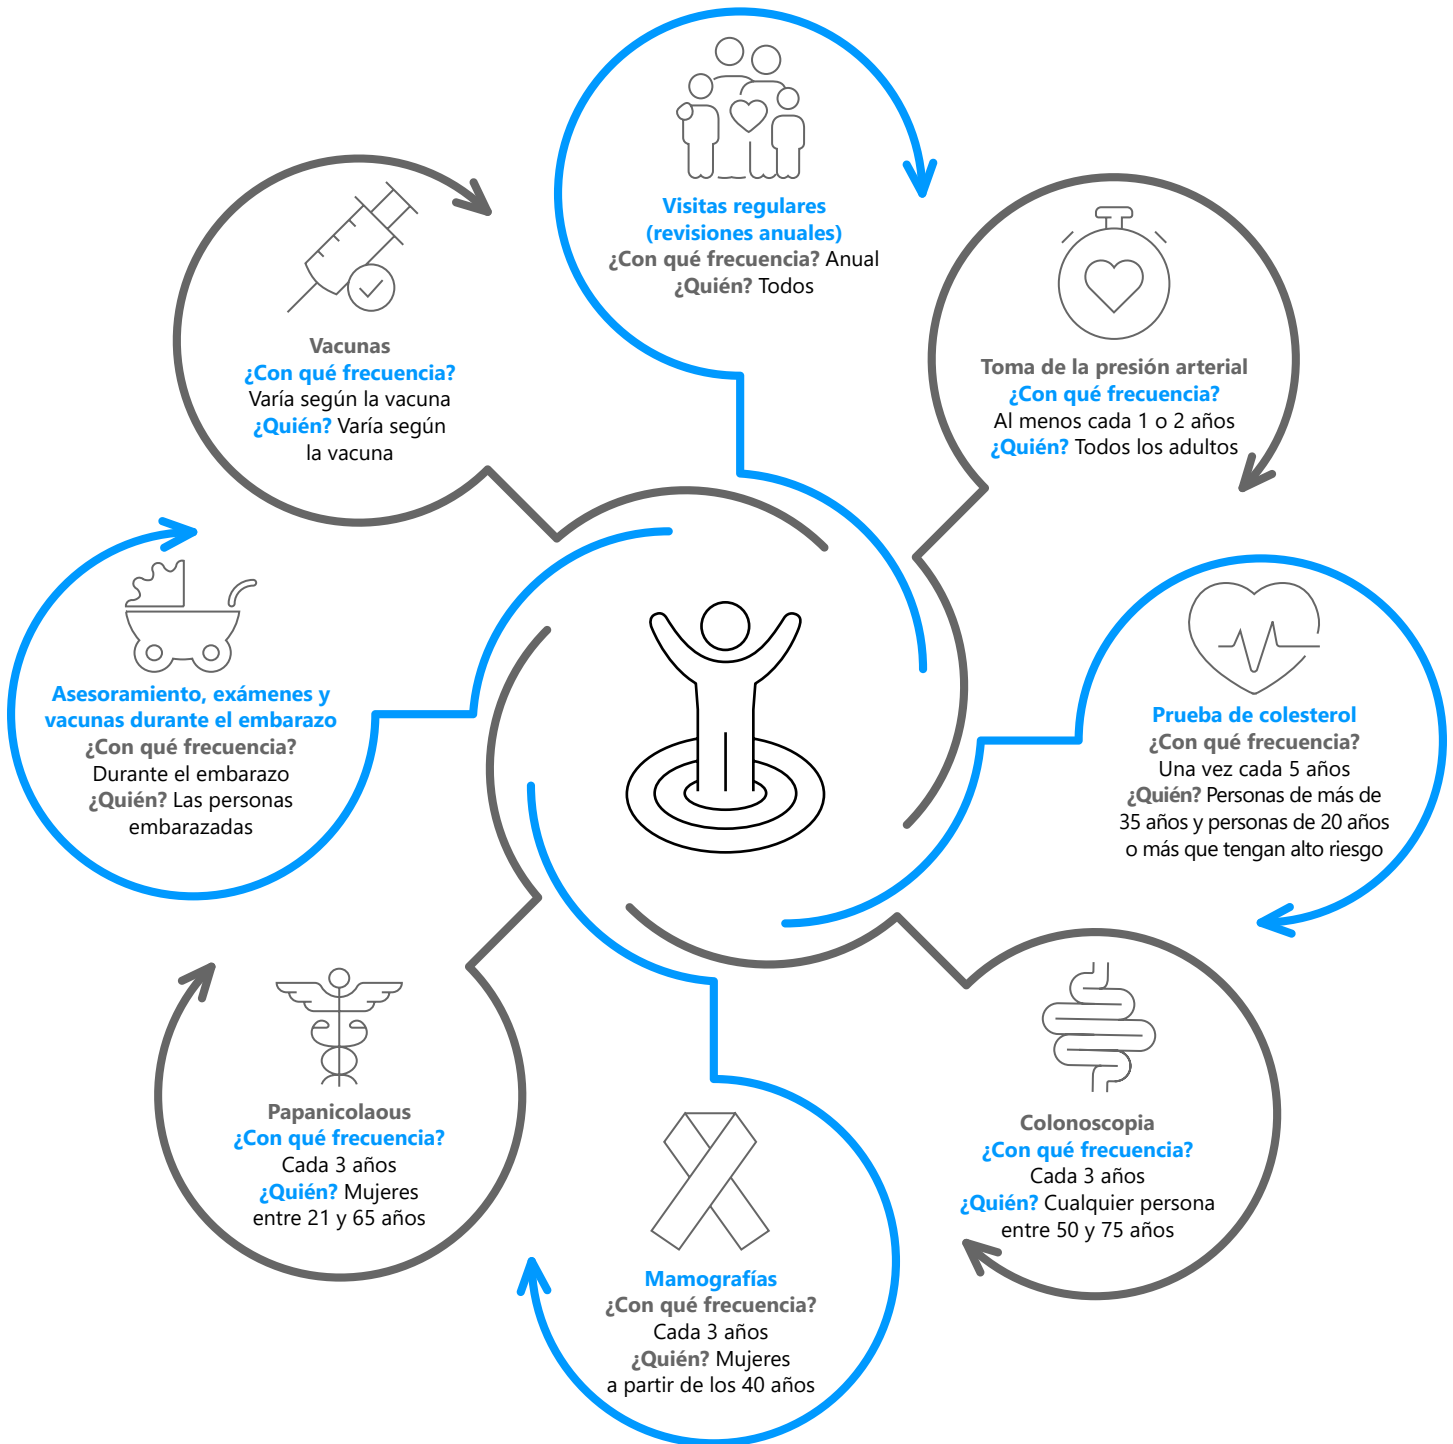 Visitas regulares
(revisiones anuales)
¿Con qué frecuencia? Anual
¿Quién? Todos
Toma de la presión arterial
¿Con qué frecuencia?
Al menos cada 1 o 2 años
¿Quién? Todos los adultos
Prueba de colesterol
¿Con qué frecuencia?
Una vez cada 5 años
¿Quién? Personas de más de
35 años y personas de 20 años
o más que tengan alto riesgo
Colonoscopia
¿Con qué frecuencia?
Cada 3 años
¿Quién? Cualquier persona
entre 50 y 75 años
Mamografías
¿Con qué frecuencia?
Cada 3 años
¿Quién? Mujeres
a partir de los 40 años
Papanicolaous
¿Con qué frecuencia?
Cada 3 años
¿Quién? Mujeres
entre 21 y 65 años
Asesoramiento, exámenes y
vacunas durante el embarazo
¿Con qué frecuencia?
Durante el embarazo
¿Quién? Las personas
embarazadas
Vacunas
¿Con qué frecuencia?
Varía según la vacuna
¿Quién? Varía según
la vacuna